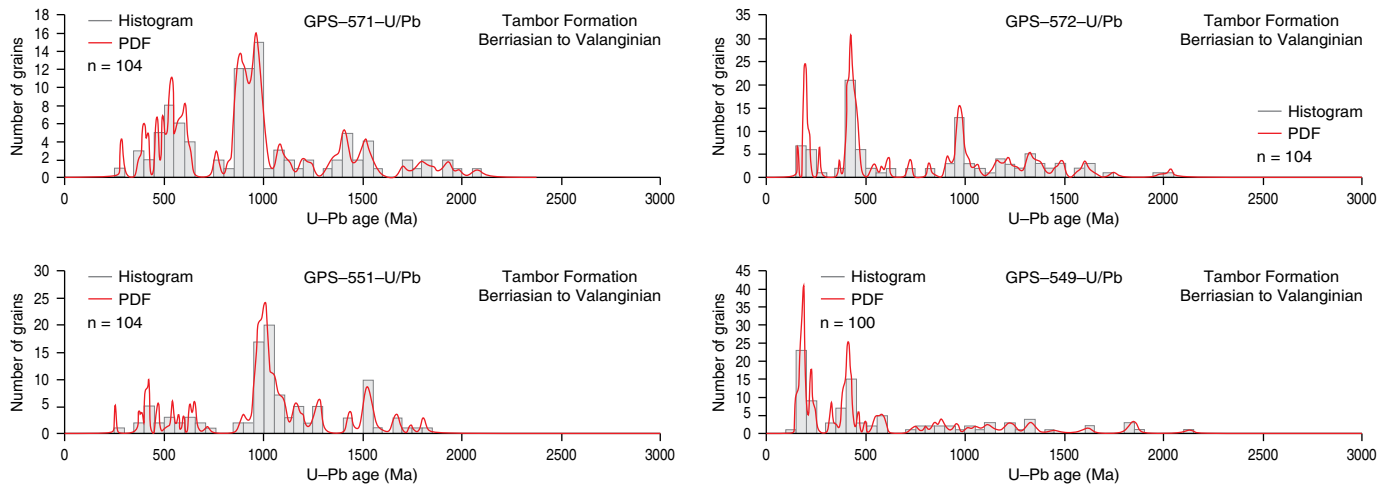 GPS–571–U/Pb
Tambor Formation
Berriasian to Valanginian
Histogram
PDF
n = 104
Number of grains
18
16
14
12
10
8
6
4
2
0
0 500 1000 1500 2000 2500 3000
U–Pb age (Ma)
GPS–572–U/Pb
Tambor Formation
Berriasian to Valanginian
Histogram
PDF
n = 104
Number of grains
35
30
25
20
15
10
5
0
0 500 1000 1500 2000 2500 3000
U–Pb age (Ma)
GPS–551–U/Pb
Tambor Formation
Berriasian to Valanginian
Histogram
PDF
n = 104
Number of grains
30
25
20
15
10
5
0
0 500 1000 1500 2000 2500 3000
U–Pb age (Ma)
GPS–549–U/Pb
Tambor Formation
Berriasian to Valanginian
Histogram
PDF
n = 100
Number of grains
45
40
35
30
25
20
15
10
5
0
0 500 1000 1500 2000 2500 3000
U–Pb age (Ma)